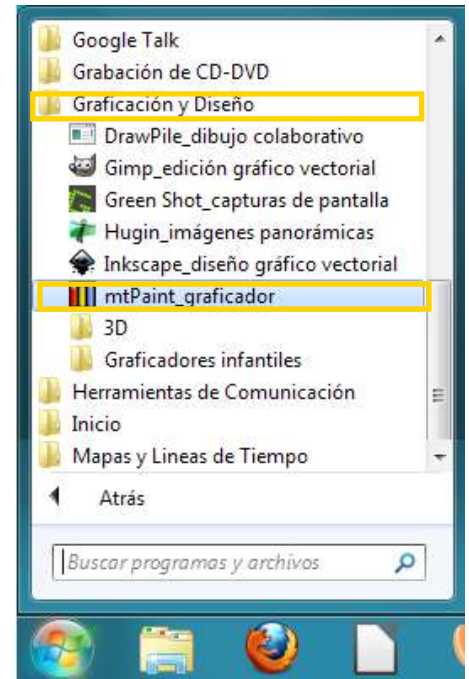 Google Talk
Grabación de CD-DVD
Graficación y Diseño
DrawPile_dibujo colaborativo
Gimp_edición gráfico vectorial
Green Shot_capturas de pantalla
Hugin_imágenes panorámicas
Inkscape_diseño gráfico vectorial
mtPaint_graficador
3D
Graficadores infantiles
Herramientas de Comunicación
Inicio
Mapas y Lineas de Tiempo
Atrás
Buscar programas y archivos